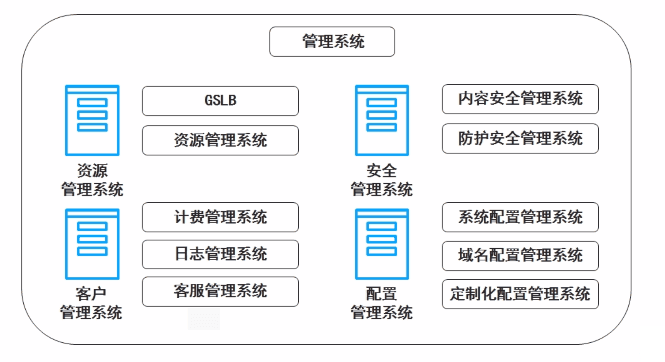 管理系统
GSLB
资源管理系统
资源
管理系统
内容安全管理系统
防护安全管理系统
安全
管理系统
计费管理系统
日志管理系统
客服管理系统
客户
管理系统
系统配置管理系统
域名配置管理系统
定制化配置管理系统
配置
管理系统